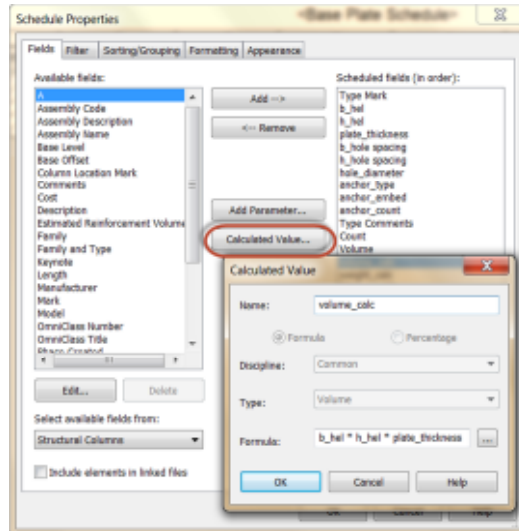 <Base Plate Schedule>
Schedule Properties
Fields Filter Sorting/Grouping Formatting Appearance
Available fields:
A
Assembly Code
Assembly Description
Assembly Name
Base Level
Base Offset
Column Location Mark
Comments
Cost
Description
Estimated Reinforcement Volume
Family
Family and Type
Keynote
Length
Manufacturer
Mark
Model
OmniClass Number
OmniClass Title
Phase Created
Edit... Delete
Select available fields from:
Structural Columns
Include elements in linked files
Add -->
<-- Remove
Add Parameter...
Calculated Value...
Scheduled fields (in order):
Type Mark
b_hel
h_hel
plate_thickness
b_hole spacing
h_hole spacing
hole_diameter
anchor_type
anchor_embed
anchor_count
Type Comments
Count
Volume
Calculated Value
Name: volume_calc
Formula Percentage
Discipline: Common
Type: Volume
Formula: b_hel * h_hel * plate_thickness ...
OK Cancel Help
OK Cancel Help